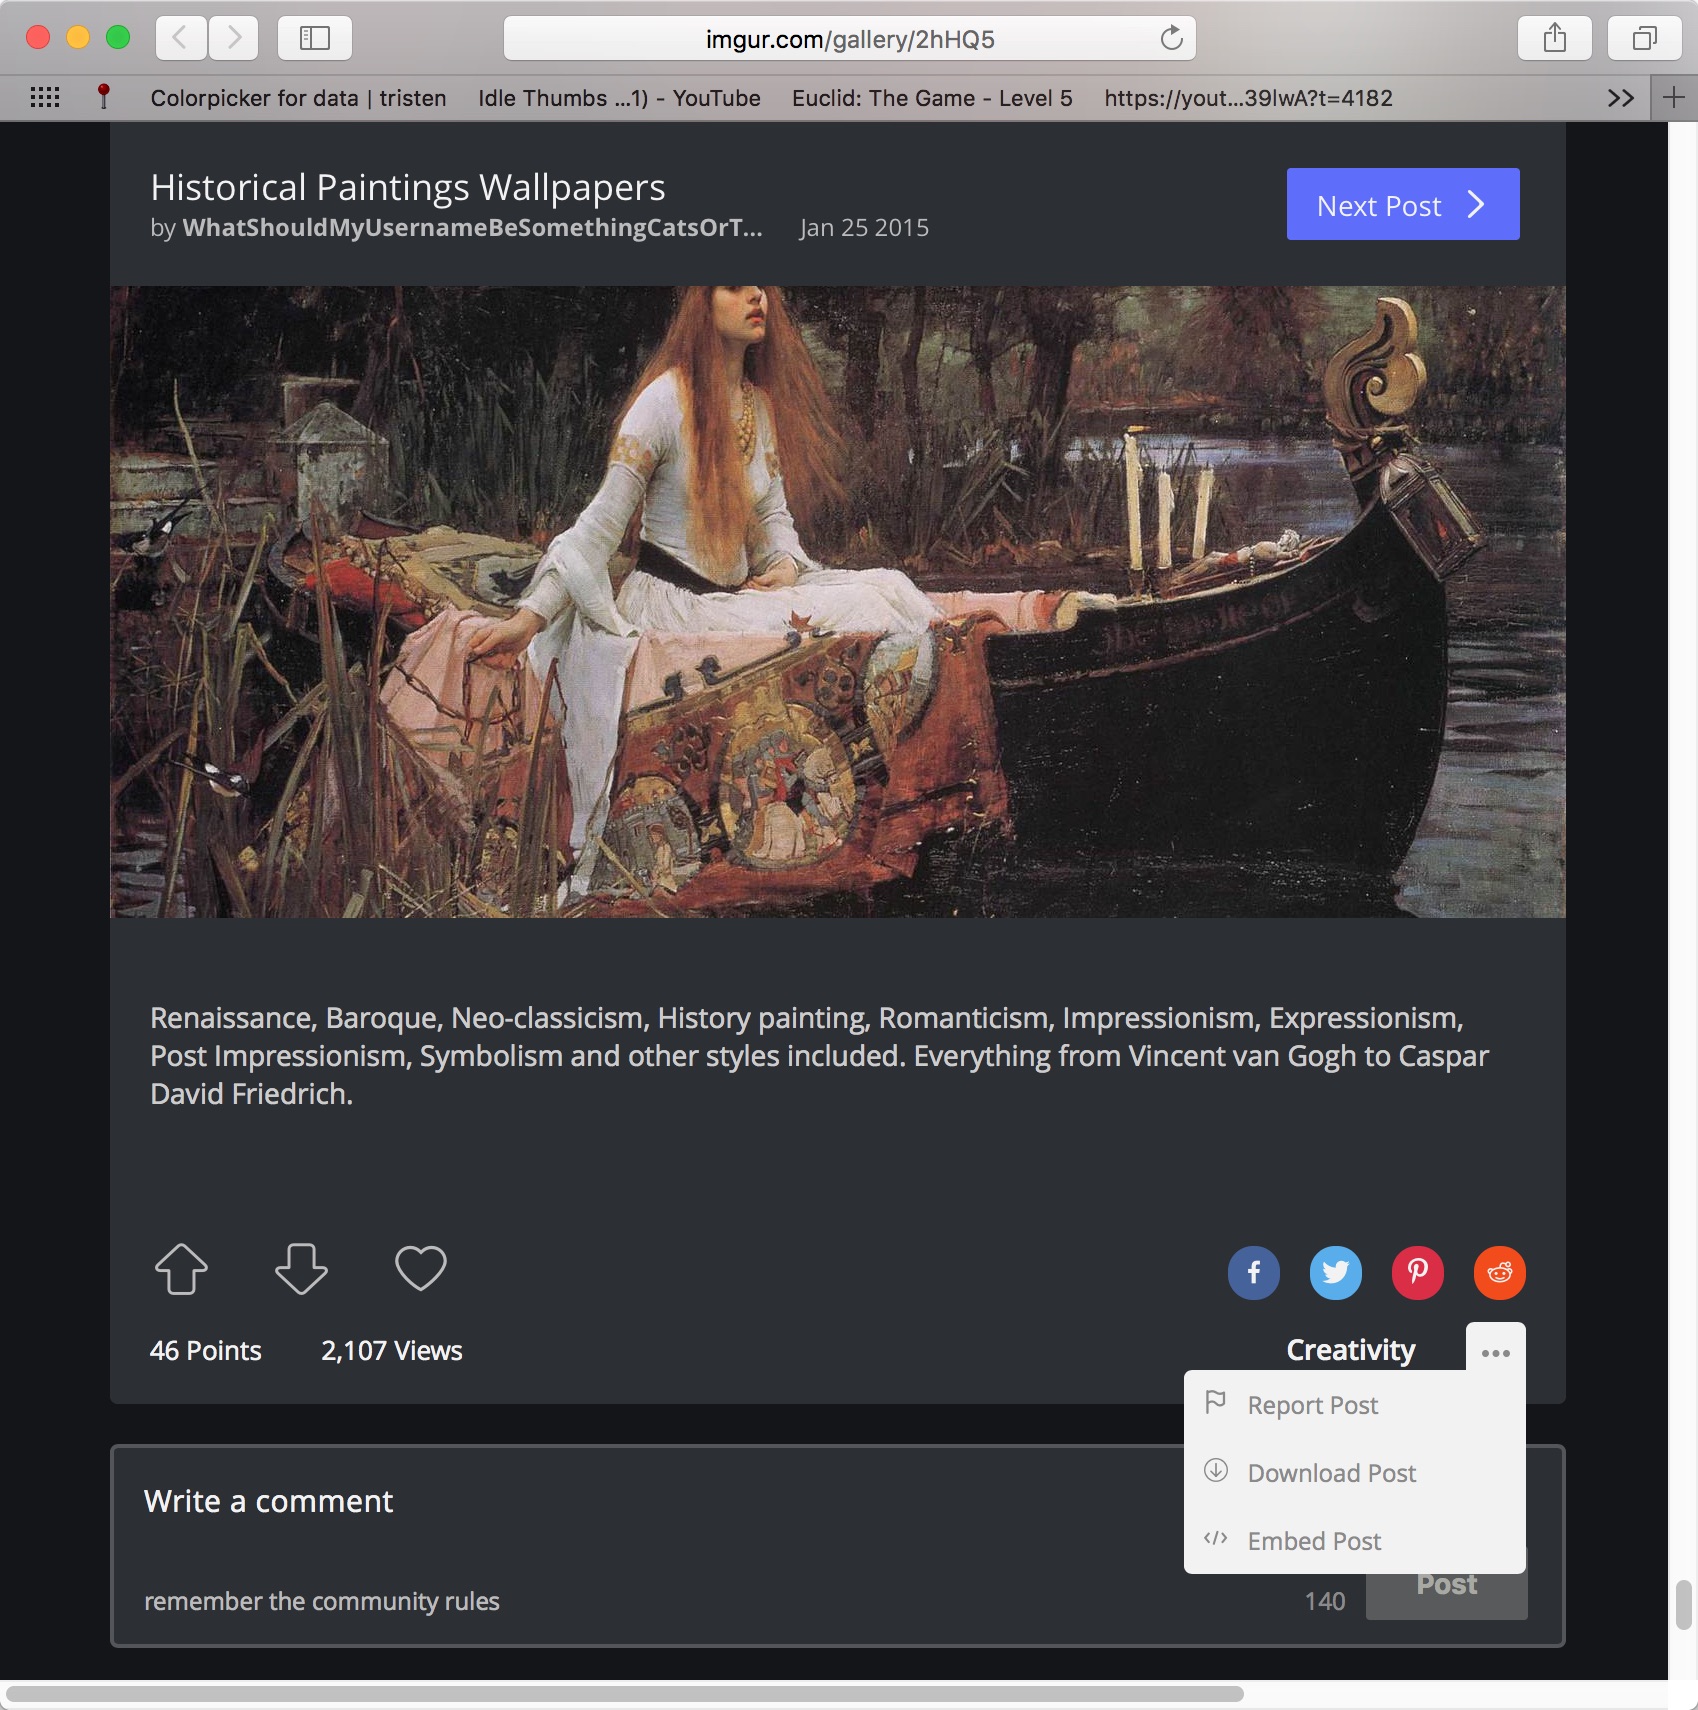 imgur.com/gallery/2hHQ5
Colorpicker for data | tristen
Idle Thumbs ...1) - YouTube
Euclid: The Game - Level 5
https://yout...39lwA?t=4182
Historical Paintings Wallpapers
Next Post
by WhatShouldMyUsernameBeSomethingCatsOrT... Jan 25 2015
Renaissance, Baroque, Neo-classicism, History painting, Romanticism, Impressionism, Expressionism,
Post Impressionism, Symbolism and other styles included. Everything from Vincent van Gogh to Caspar
David Friedrich.
46 Points
2,107 Views
Creativity
Report Post
Download Post
Embed Post
Write a comment
remember the community rules
140
Post